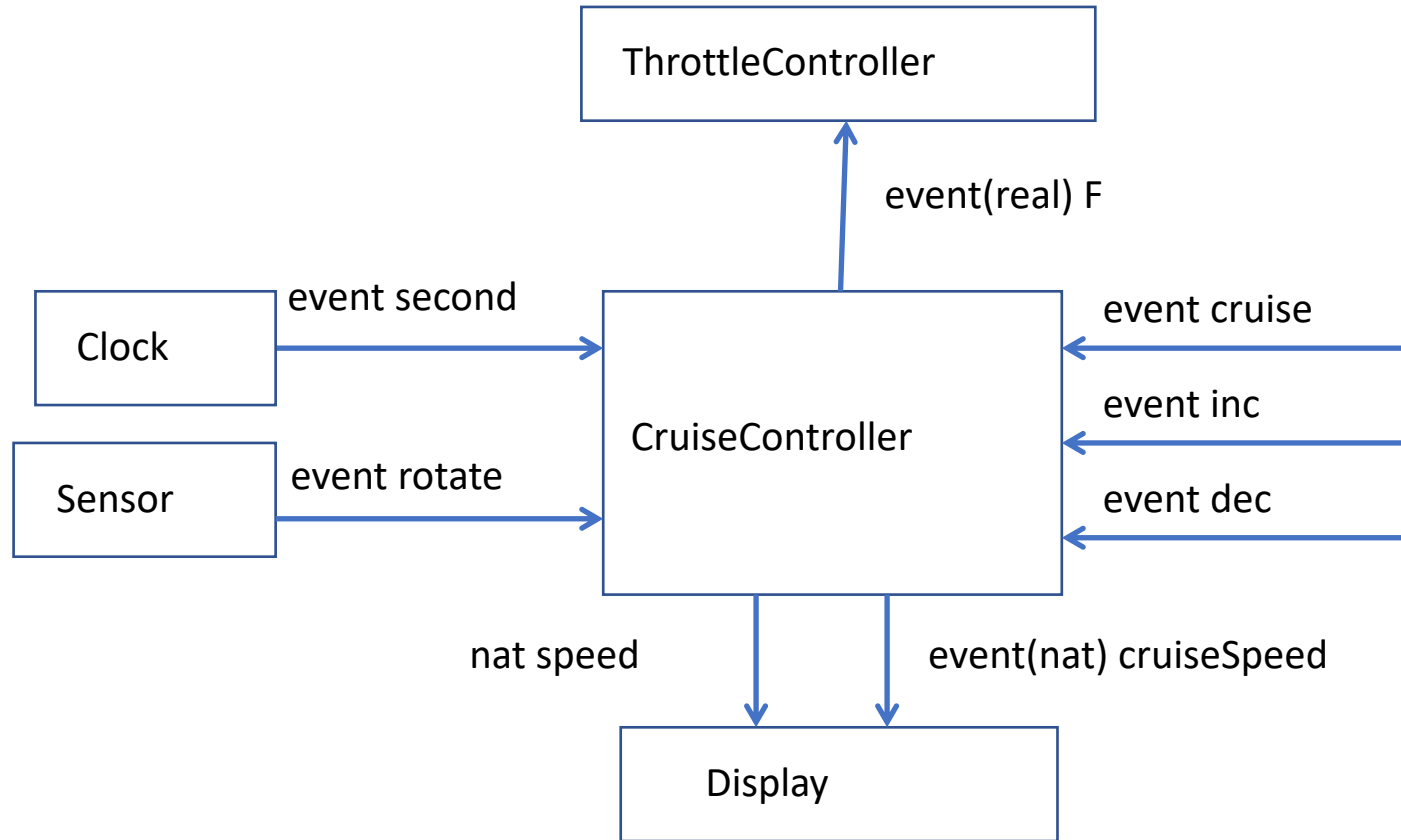 ThrottleController
event(real) F
event second
event cruise
Clock
event inc
CruiseController
event rotate
Sensor
event dec
nat speed
event(nat) cruiseSpeed
Display